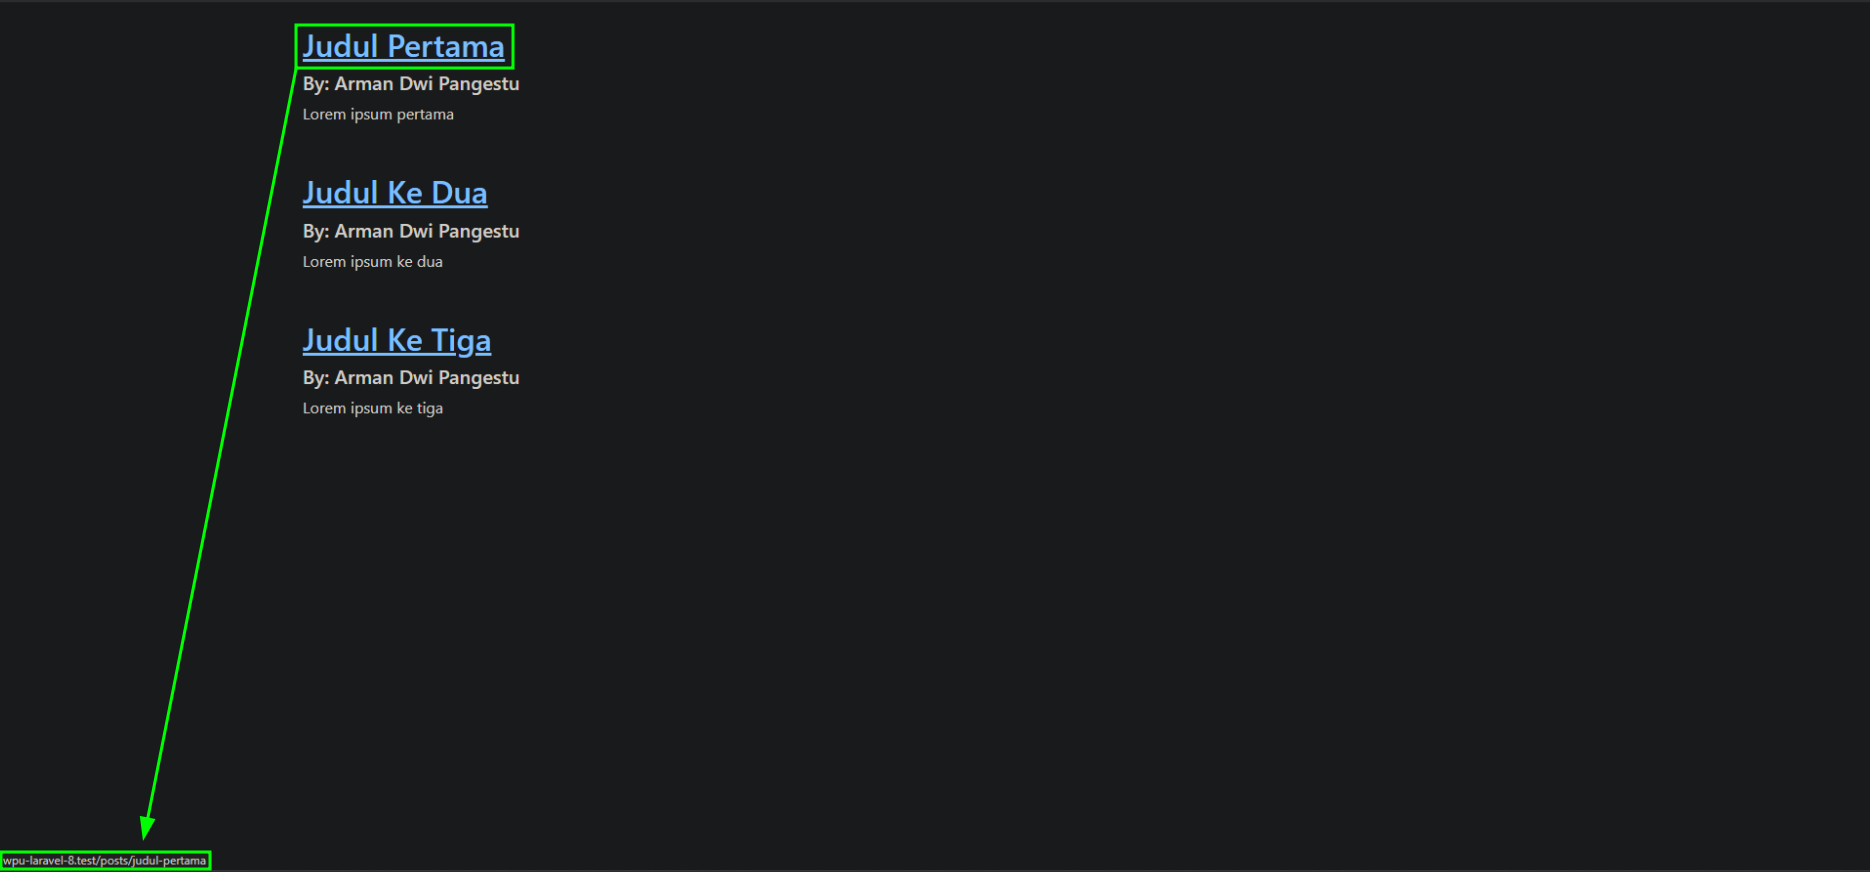 Judul Pertama
By: Arman Dwi Pangestu
Lorem ipsum pertama
Judul Ke Dua
By: Arman Dwi Pangestu
Lorem ipsum ke dua
Judul Ke Tiga
By: Arman Dwi Pangestu
Lorem ipsum ke tiga
wpu-laravel-8.test/posts/judul-pertama